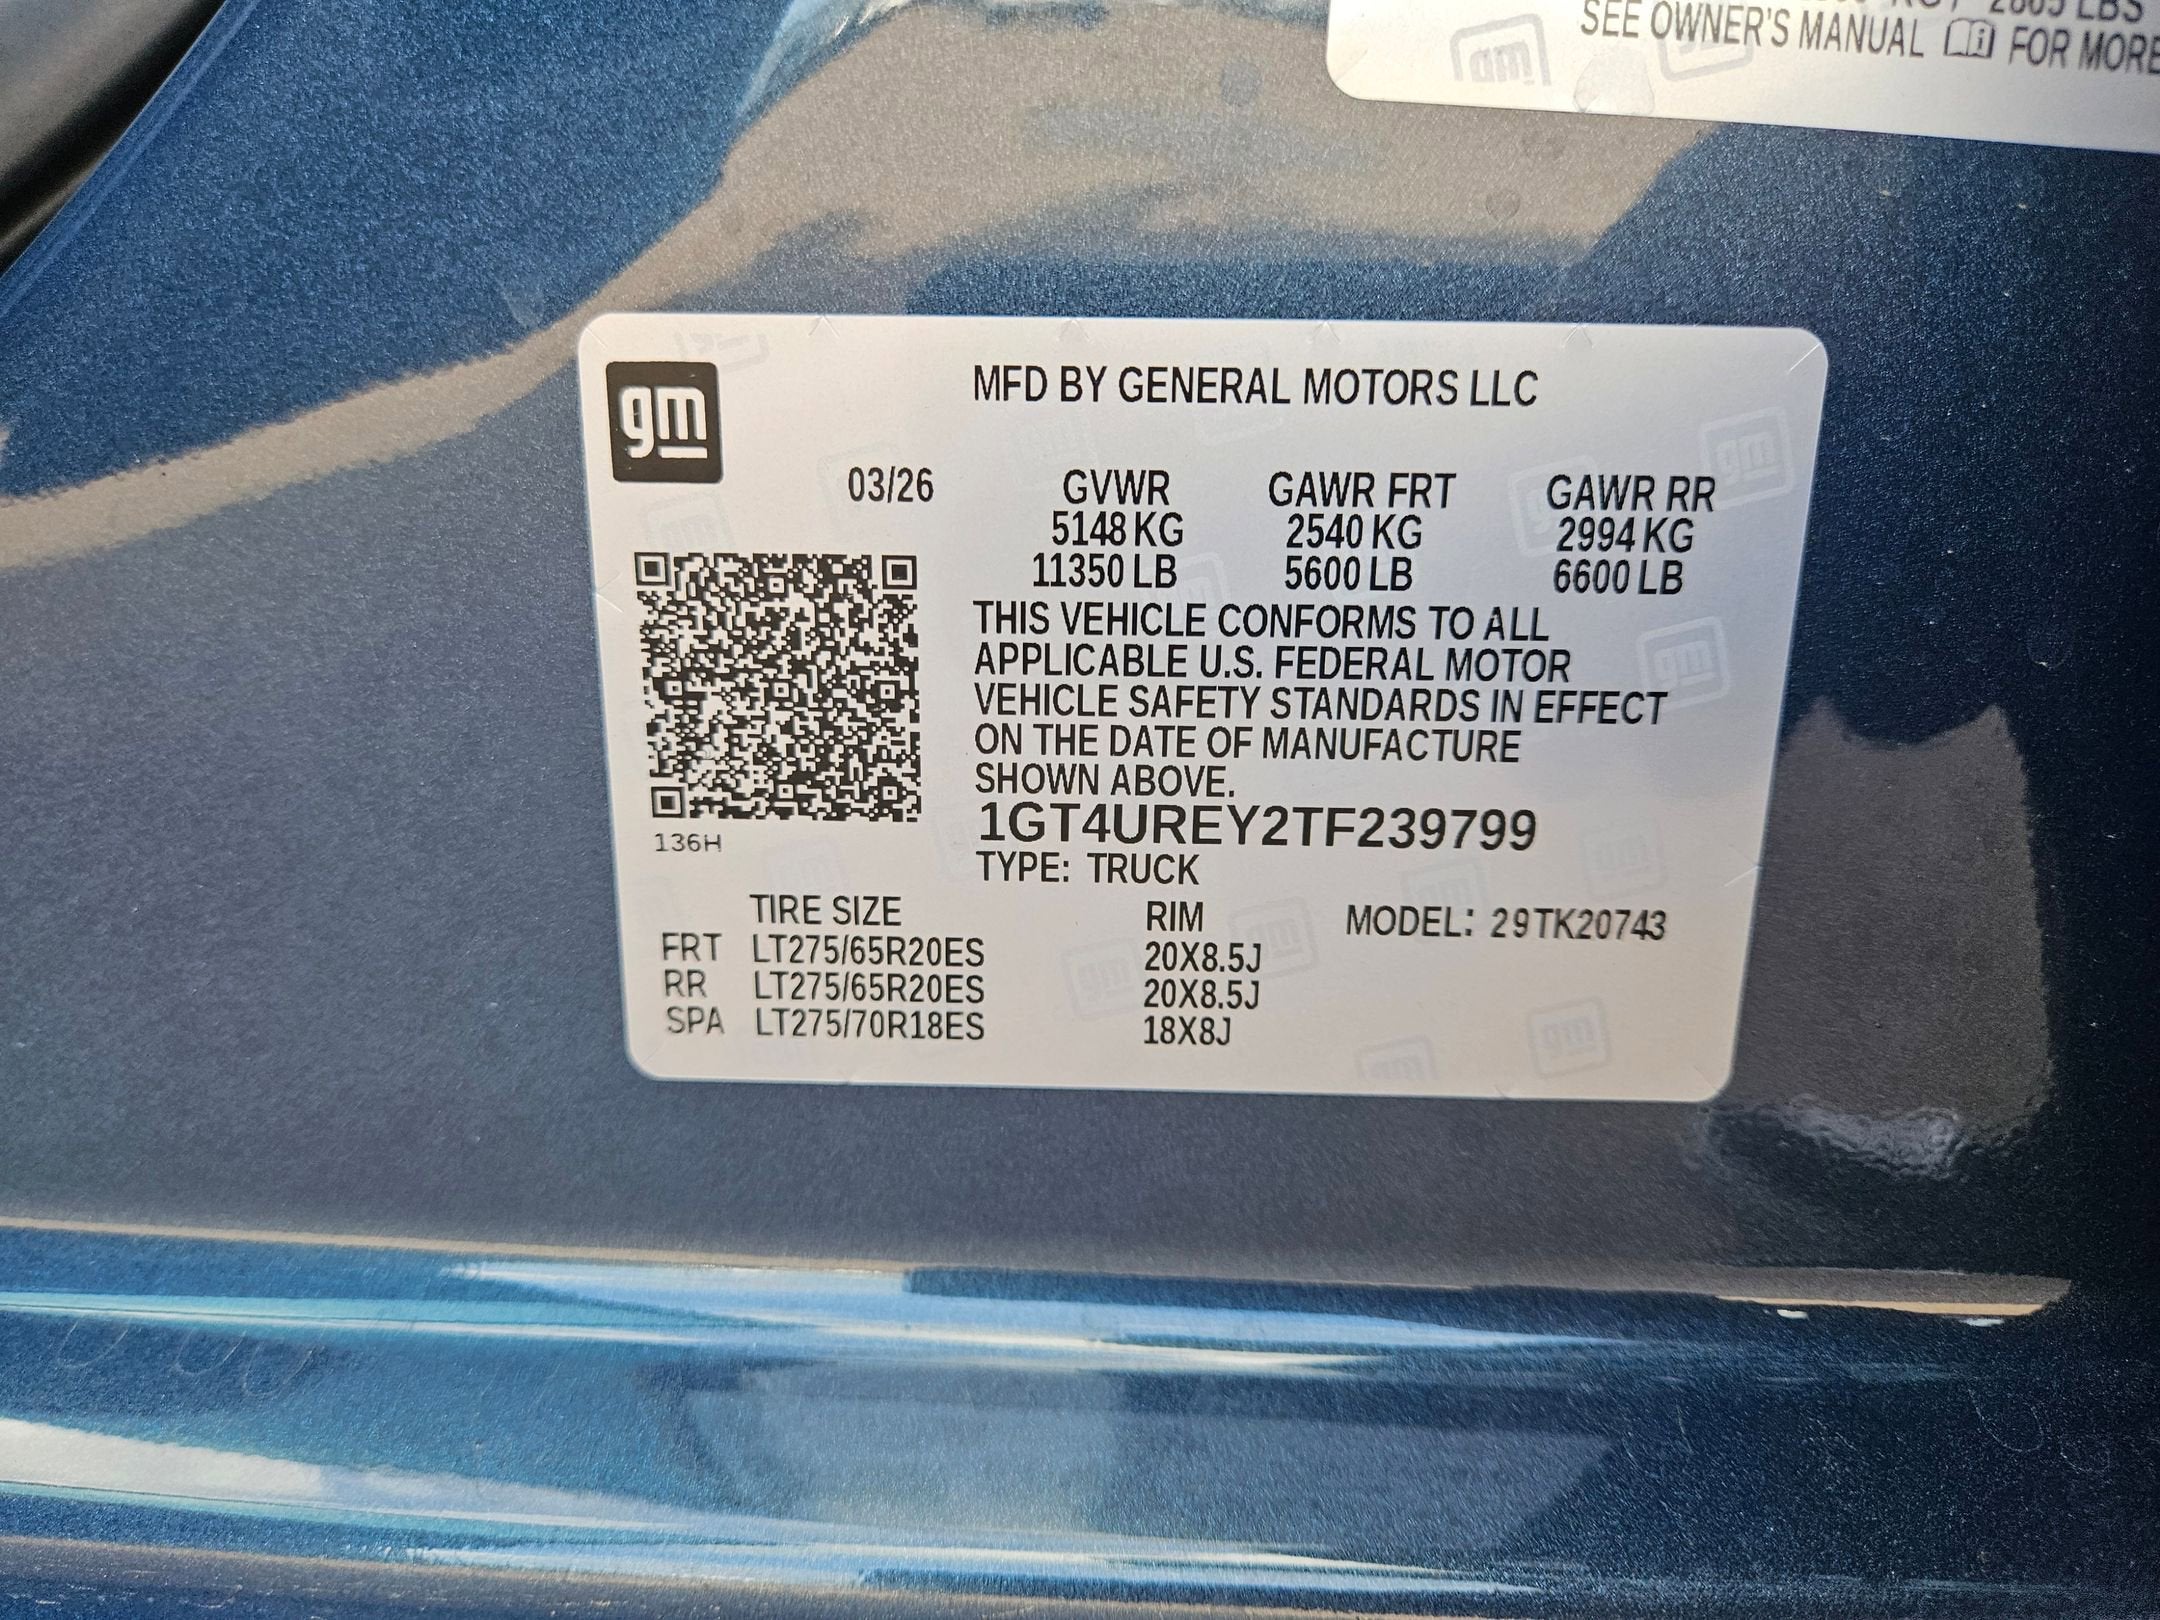 2805 LBS
SEE OWNER'S MANUAL FOR MORE
gm
MFD BY GENERAL MOTORS LLC
03/26 GVWR GAWR FRT GAWR RR
5148 KG 2540 KG 2994 KG
11350 LB 5600 LB 6600 LB
THIS VEHICLE CONFORMS TO ALL
APPLICABLE U.S. FEDERAL MOTOR
VEHICLE SAFETY STANDARDS IN EFFECT
ON THE DATE OF MANUFACTURE
SHOWN ABOVE.
1GT4UREY2TF239799
136H
TYPE: TRUCK
TIRE SIZE RIM MODEL: 29TK20743
FRT LT275/65R20ES 20X8.5J
RR LT275/65R20ES 20X8.5J
SPA LT275/70R18ES 18X8J